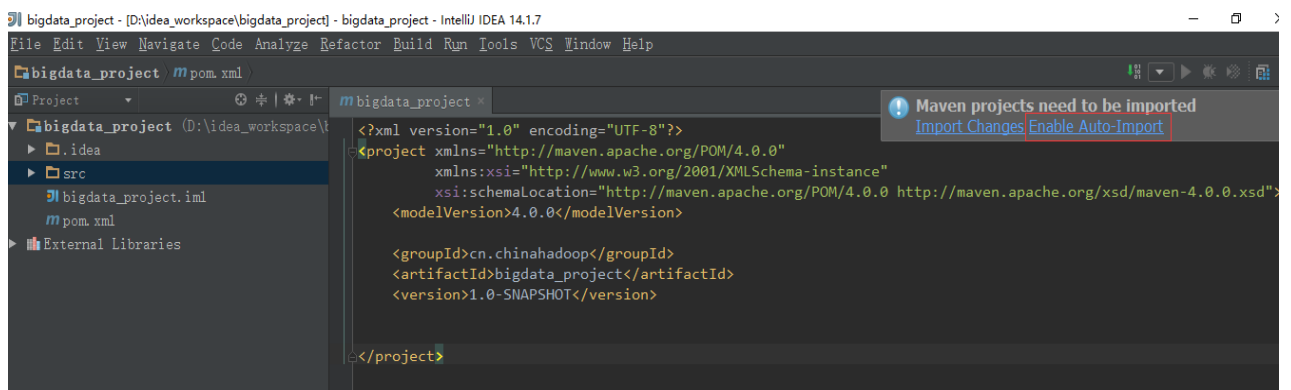 bigdata_project - [D:\idea_workspace\bigdata_project] - bigdata_project - IntelliJ IDEA 14.1.7
File Edit View Navigate Code Analyze Refactor Build Run Tools VCS Window Help
bigdata_project m pom.xml
Project
m bigdata_project ×
Maven projects need to be imported
Import Changes Enable Auto-Import
bigdata_project (D:\idea_workspace\
.idea
src
bigdata_project.iml
m pom.xml
External Libraries
<?xml version="1.0" encoding="UTF-8"?>
<project xmlns="http://maven.apache.org/POM/4.0.0"
xmlns:xsi="http://www.w3.org/2001/XMLSchema-instance"
xsi:schemaLocation="http://maven.apache.org/POM/4.0.0 http://maven.apache.org/xsd/maven-4.0.0.xsd">
<modelVersion>4.0.0</modelVersion>
<groupId>cn.chinahadoop</groupId>
<artifactId>bigdata_project</artifactId>
<version>1.0-SNAPSHOT</version>
</project>